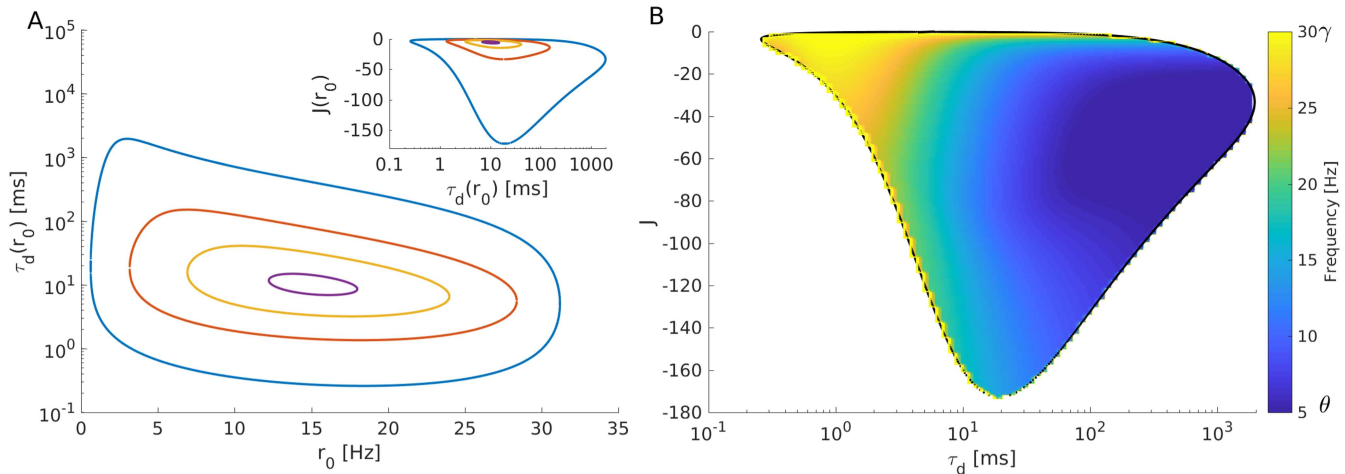 A
B
τ_d(r_0) [ms]
10^5
10^4
10^3
10^2
10^1
10^0
10^-1
0 5 10 15 20 25 30 35
r_0 [Hz]
J(r_0)
0
-50
-100
-150
0.1 1 10 100 1000
τ_d(r_0) [ms]
J
0
-20
-40
-60
-80
-100
-120
-140
-160
-180
10^-1 10^0 10^1 10^2 10^3
τ_d [ms]
30 γ
25
20
15
10
5 θ
Frequency [Hz]